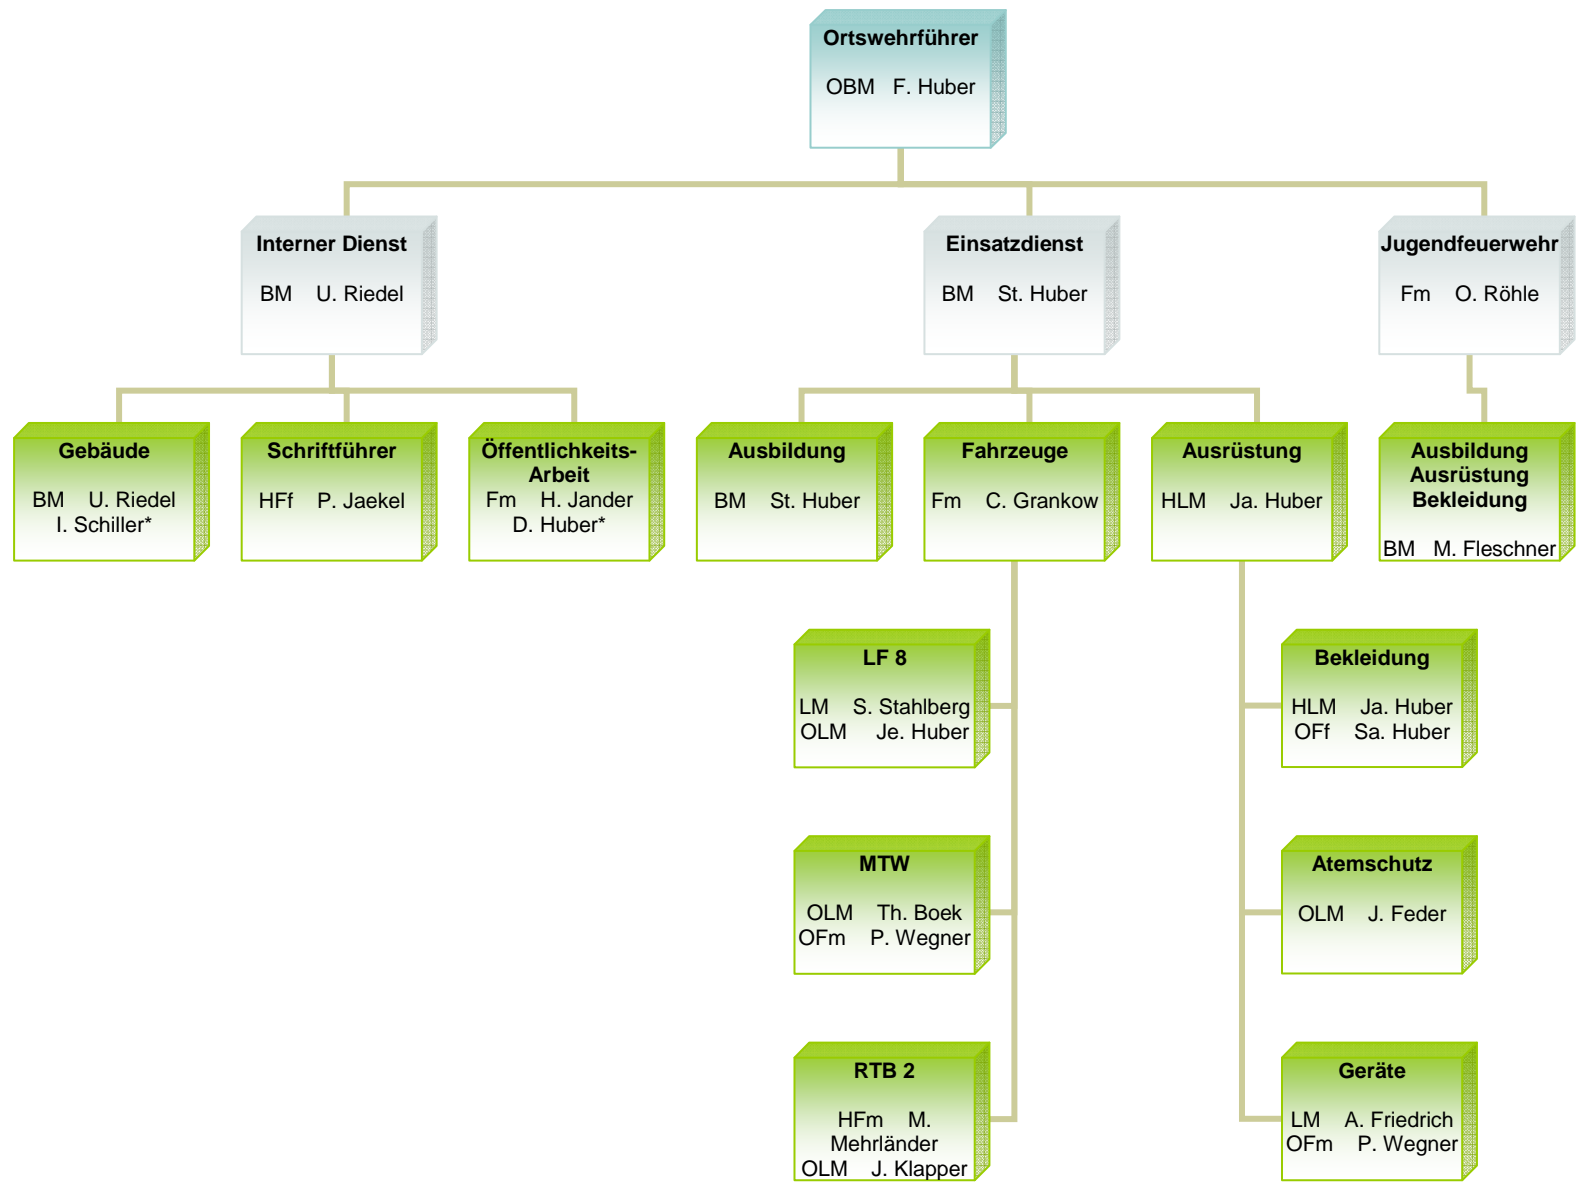 Ortswehrführer
OBM F. Huber
Interner Dienst
BM U. Riedel
Einsatzdienst
BM St. Huber
Jugendfeuerwehr
Fm O. Röhle
Gebäude
BM U. Riedel
I. Schiller*
Schriftführer
HFf P. Jaekel
Öffentlichkeits-
Arbeit
Fm H. Jander
D. Huber*
Ausbildung
BM St. Huber
Fahrzeuge
Fm C. Grankow
Ausrüstung
HLM Ja. Huber
Ausbildung
Ausrüstung
Bekleidung
BM M. Fleschner
LF 8
LM S. Stahlberg
OLM Je. Huber
Bekleidung
HLM Ja. Huber
OFf Sa. Huber
MTW
OLM Th. Boek
OFm P. Wegner
Atemschutz
OLM J. Feder
RTB 2
HFm M.
Mehrländer
OLM J. Klapper
Geräte
LM A. Friedrich
OFm P. Wegner